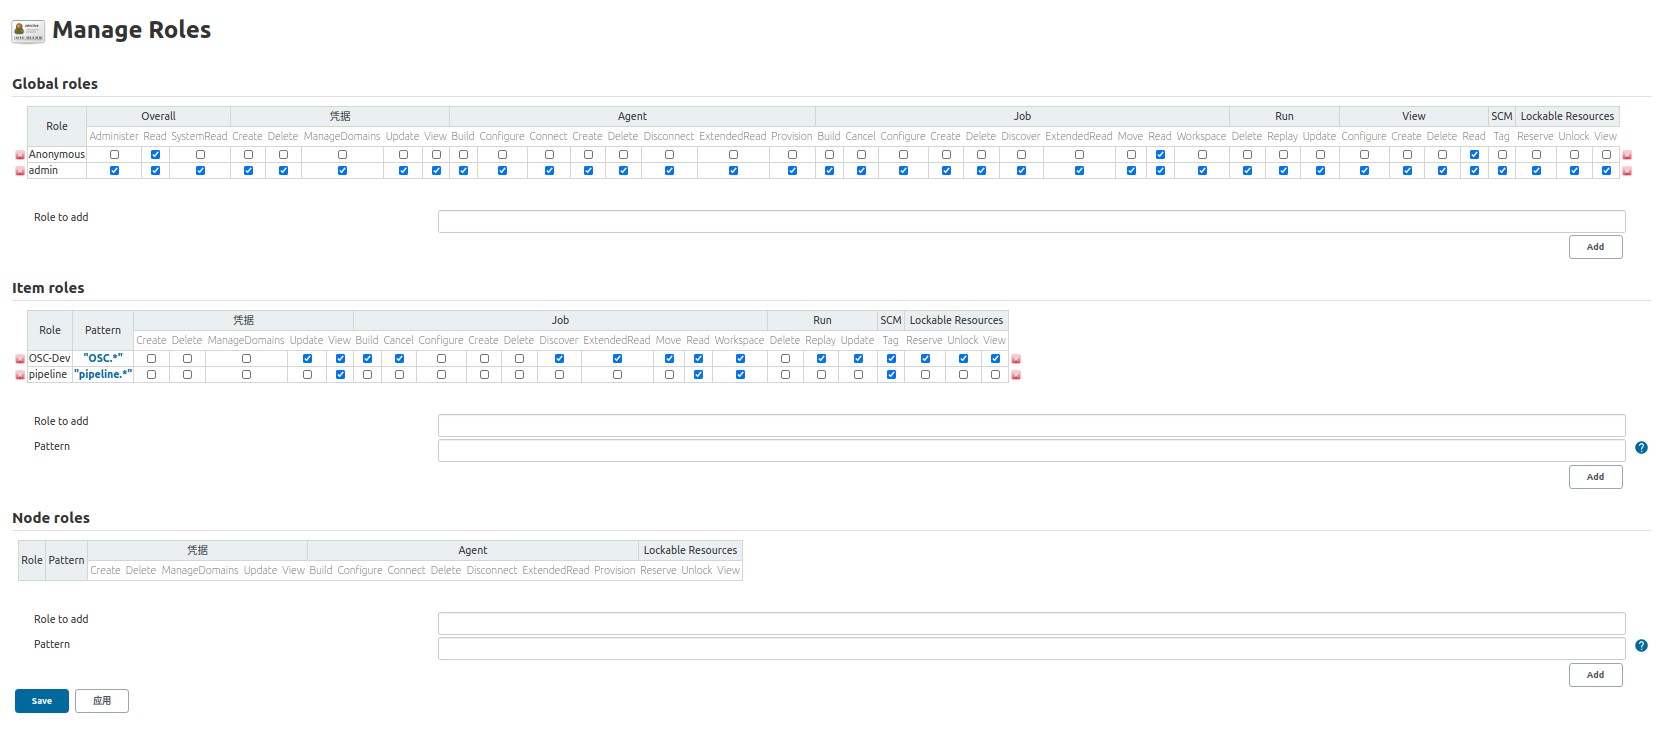 Manage Roles
Global roles
Role Overall 凭据 Agent Job Run View SCM Lockable Resources
Administer Read SystemRead Create Delete ManageDomains Update View Build Configure Connect Create Delete Disconnect ExtendedRead Provision Build Cancel Configure Create Delete Discover ExtendedRead Move Read Workspace Delete Replay Update Configure Create Delete Read Tag Reserve Unlock View
Anonymous
admin
Role to add
Add
Item roles
Role Pattern 凭据 Job Run SCM Lockable Resources
Create Delete ManageDomains Update View Build Cancel Configure Create Delete Discover ExtendedRead Move Read Workspace Delete Replay Update Tag Reserve Unlock View
OSC-Dev "OSC.*"
pipeline "pipeline.*"
Role to add
Pattern
?
Add
Node roles
Role Pattern 凭据 Agent Lockable Resources
Create Delete ManageDomains Update View Build Configure Connect Delete Disconnect ExtendedRead Provision Reserve Unlock View
Role to add
Pattern
?
Add
Save 应用